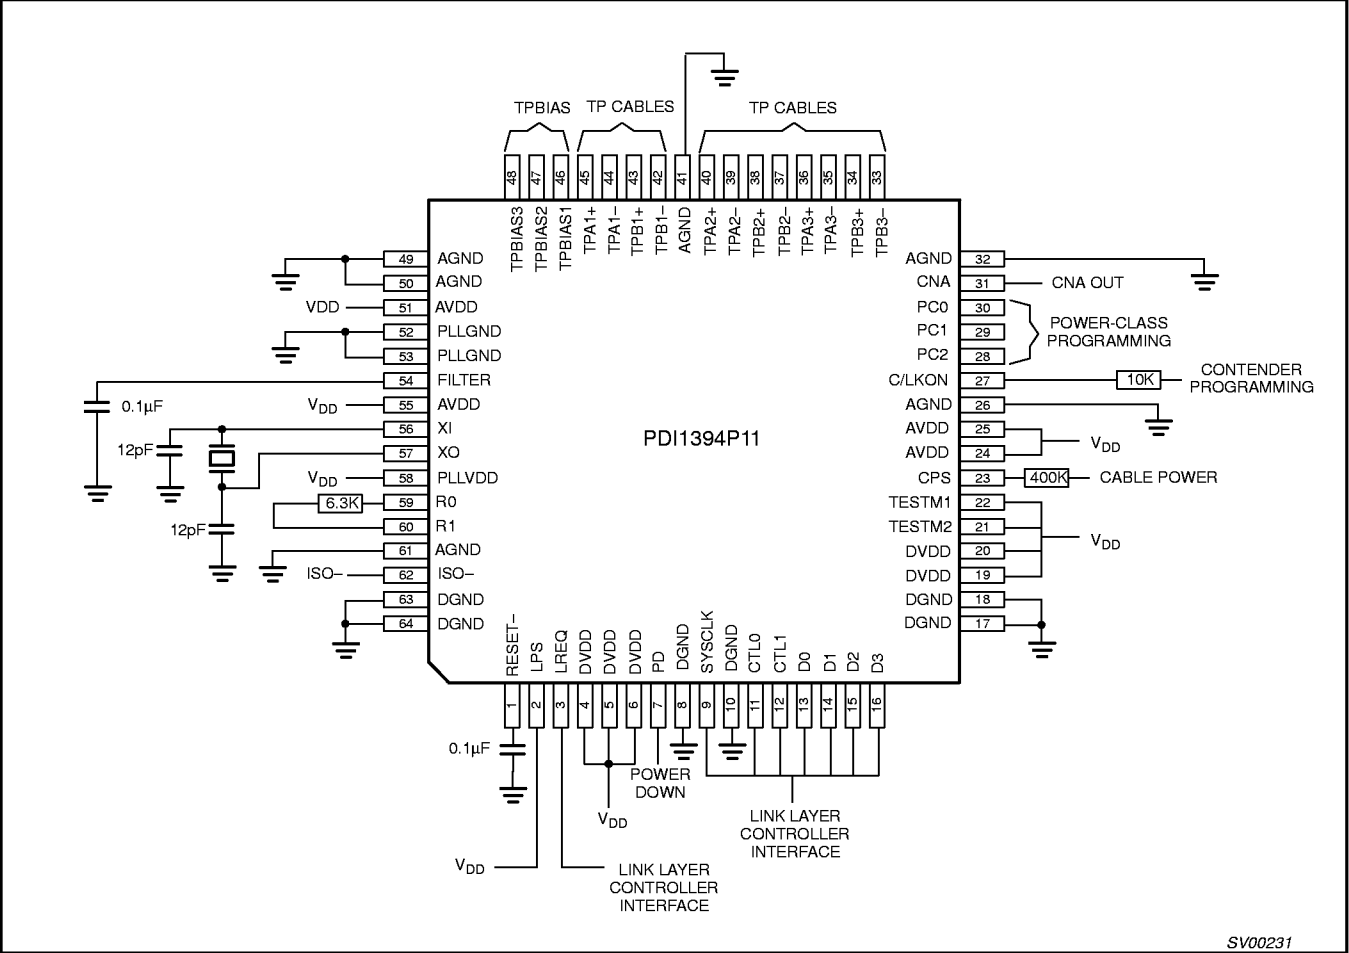 TPBIAS TP CABLES TP CABLES
48 47 46 45 44 43 42 41 40 39 38 37 36 35 34 33
TPBIAS3 TPBIAS2 TPBIAS1 TPA1+ TPA1– TPB1+ TPB1– AGND TPA2+ TPA2– TPB2+ TPB2– TPA3+ TPA3– TPB3+ TPB3–
49 AGND
50 AGND
VDD 51 AVDD
52 PLLGND
53 PLLGND
54 FILTER
0.1µF
VDD 55 AVDD
56 XI
12pF
57 XO
VDD 58 PLLVDD
6.3K 59 R0
12pF
60 R1
61 AGND
ISO– 62 ISO–
63 DGND
64 DGND
PDI1394P11
AGND 32
CNA 31 CNA OUT
PC0 30
PC1 29
PC2 28
POWER-CLASS
PROGRAMMING
C/LKON 27 10K
CONTENDER
PROGRAMMING
AGND 26
AVDD 25
AVDD 24
VDD
CPS 23 400K CABLE POWER
TESTM1 22
TESTM2 21
DVDD 20
DVDD 19
VDD
DGND 18
DGND 17
RESET– LPS LREQ DVDD DVDD DVDD PD DGND SYSCLK DGND CTL0 CTL1 D0 D1 D2 D3
1 2 3 4 5 6 7 8 9 10 11 12 13 14 15 16
0.1µF
POWER
DOWN
VDD
LINK LAYER
CONTROLLER
INTERFACE
VDD
LINK LAYER
CONTROLLER
INTERFACE
SV00231